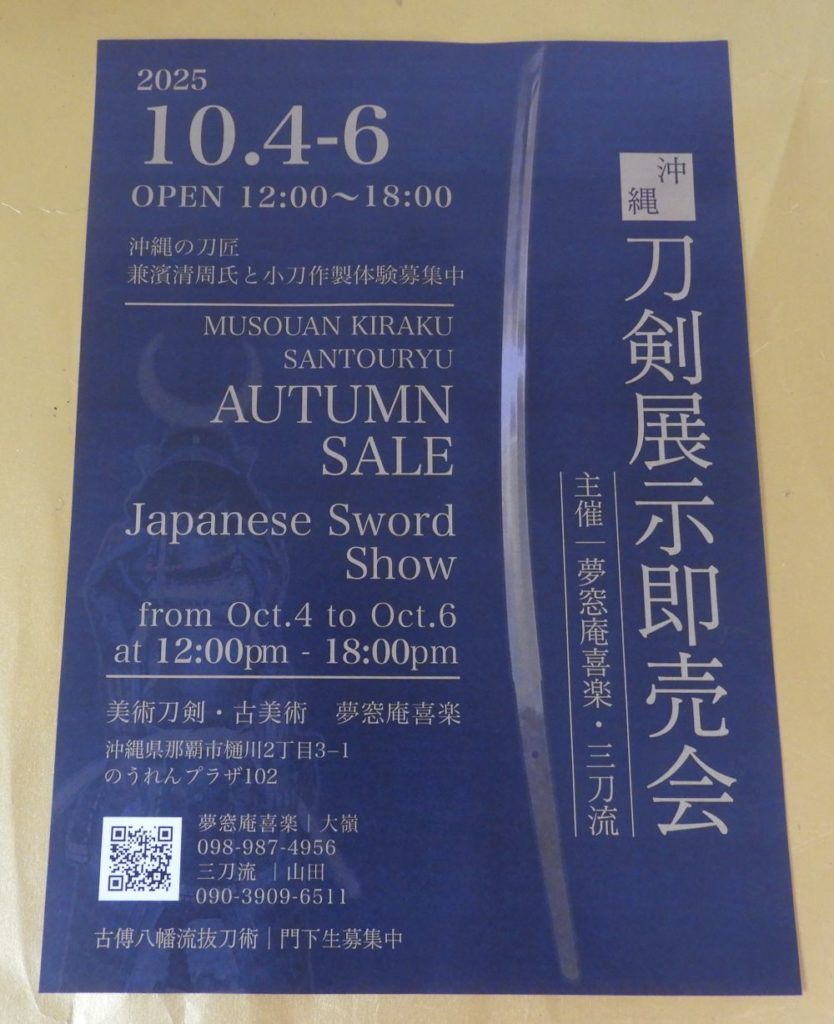 2025
10.4-6
OPEN 12:00〜18:00
沖縄の刀匠
兼濱清周氏と小刀作製体験募集中
MUSOUAN KIRAKU
SANTOURYU
AUTUMN
SALE
Japanese Sword
Show
from Oct.4 to Oct.6
at 12:00pm - 18:00pm
美術刀剣・古美術 夢窓庵喜楽
沖縄県那覇市樋川2丁目3–1
のうれんプラザ102
夢窓庵喜楽｜大嶺
098-987-4956
三刀流｜山田
090-3909-6511
古傳八幡流抜刀術｜門下生募集中
沖縄
刀剣展示即売会
主催｜夢窓庵喜楽・三刀流